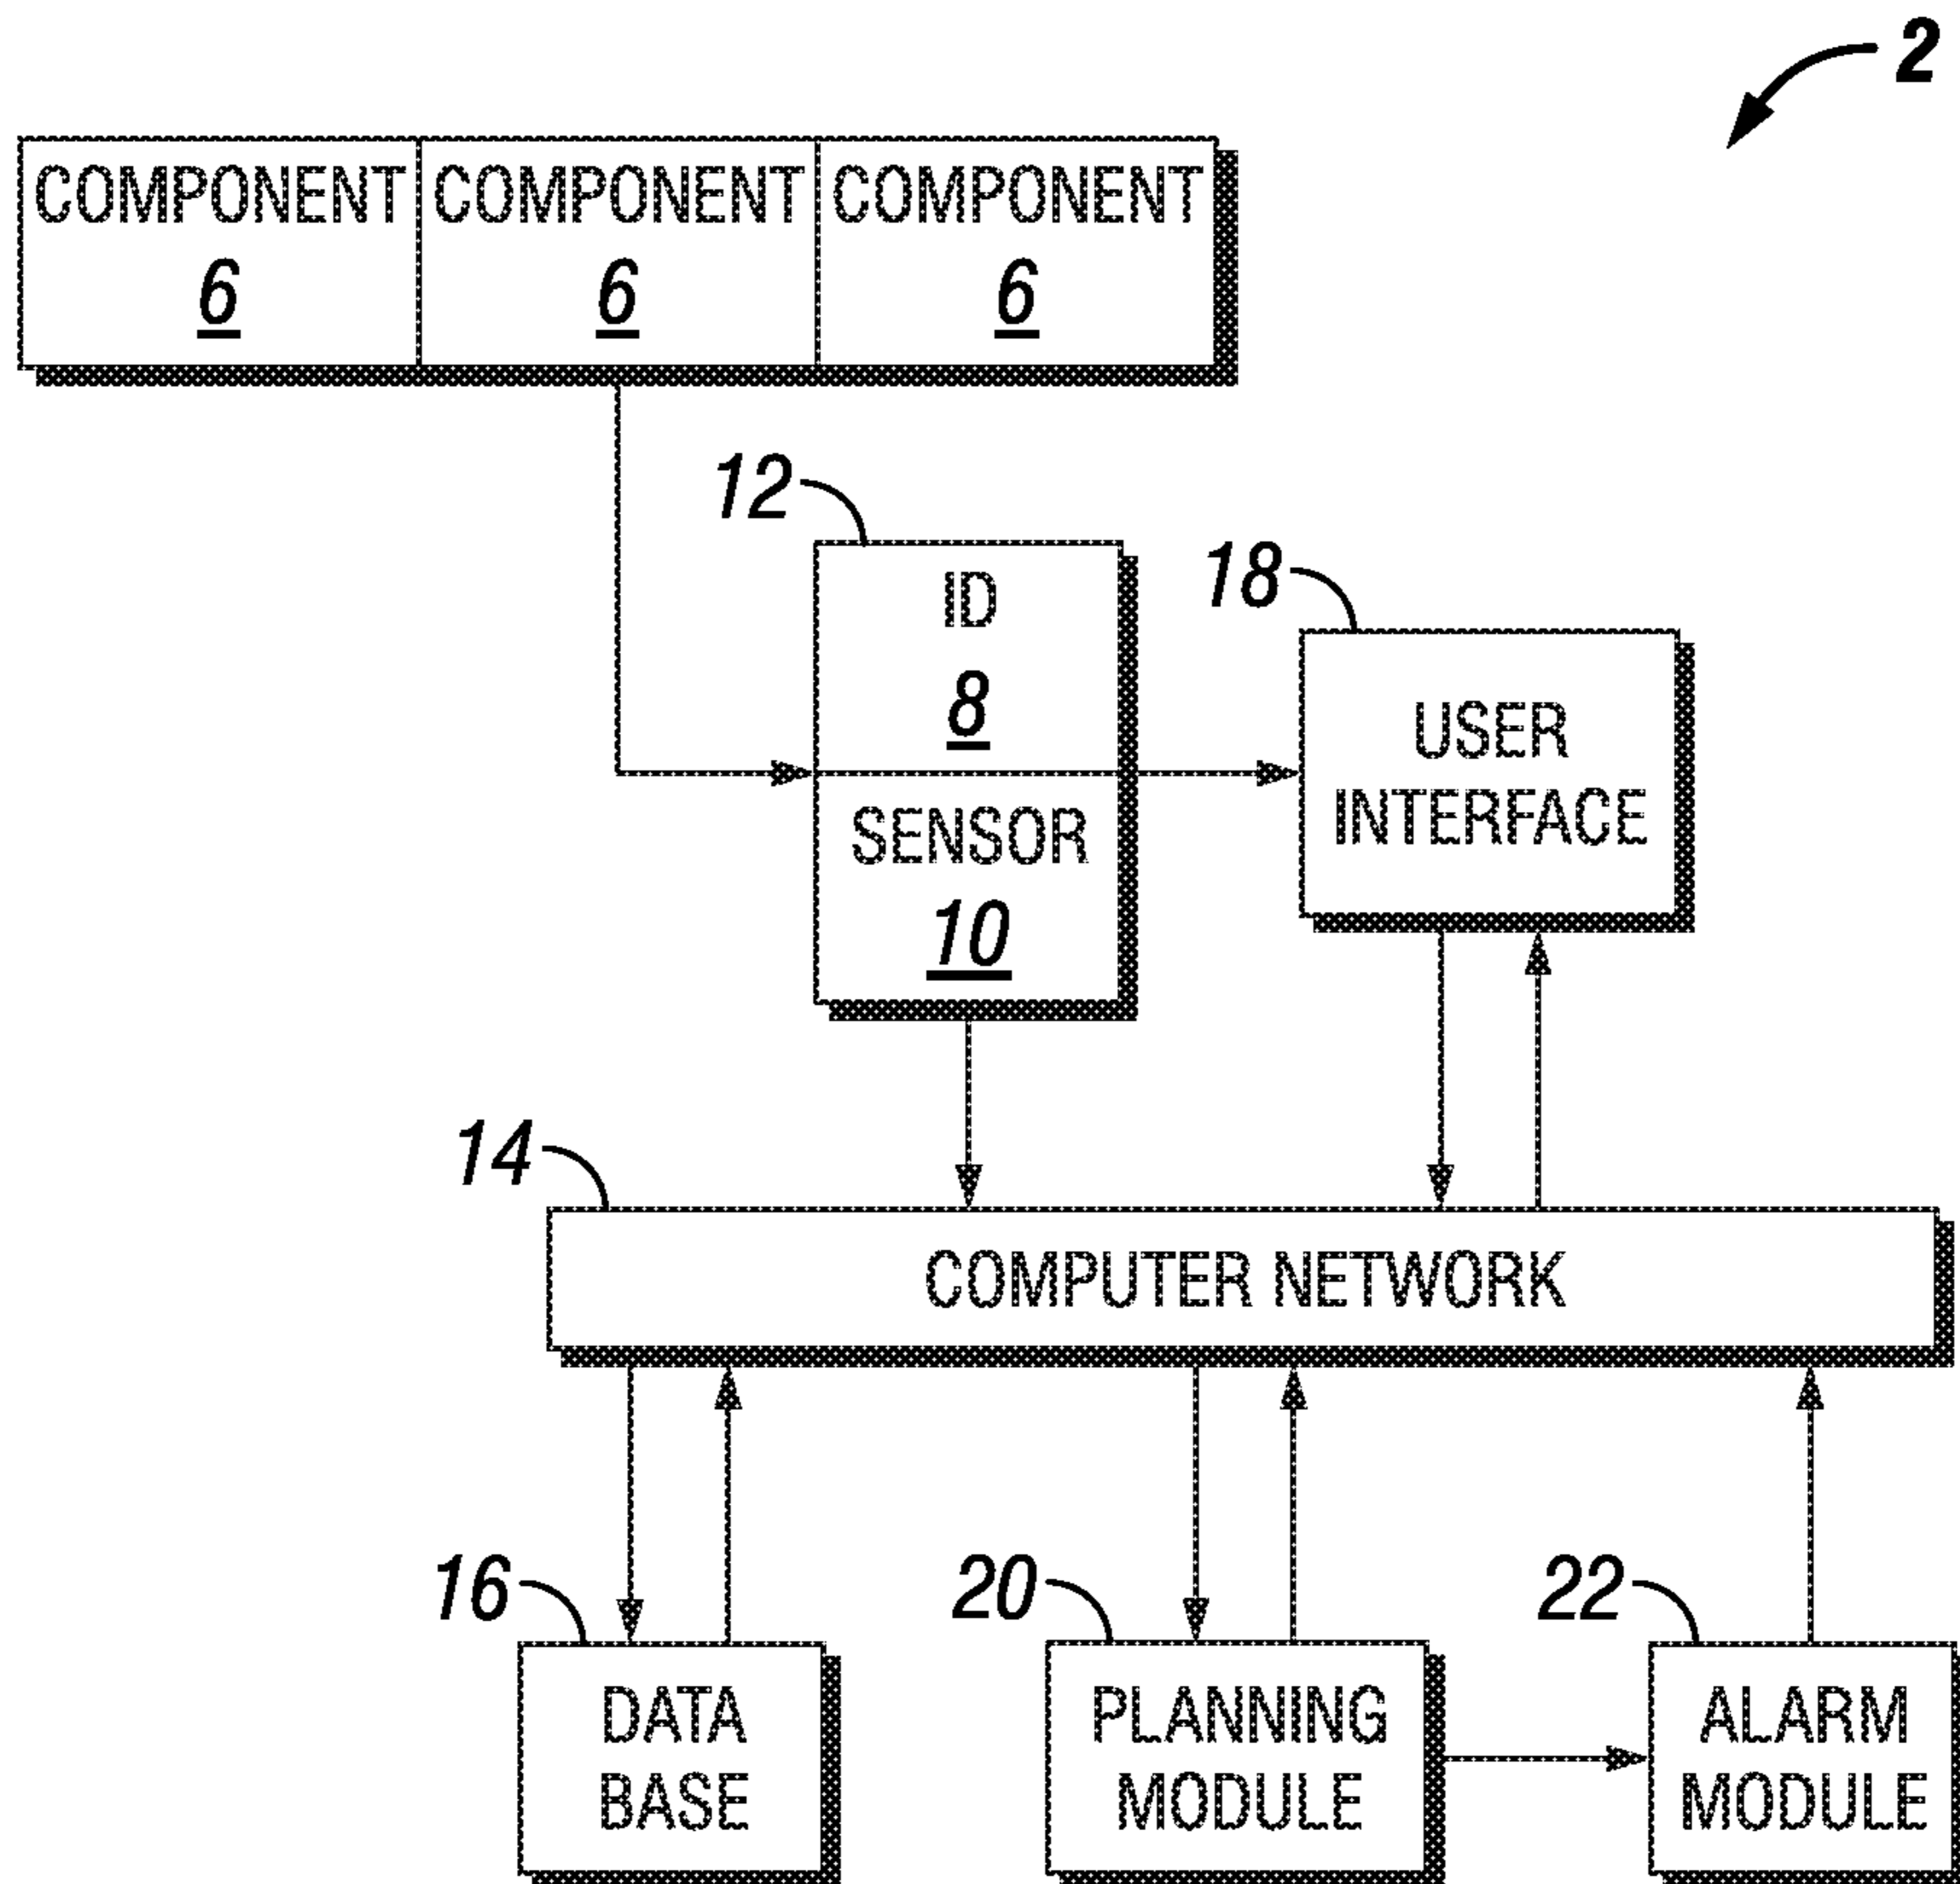 2
COMPONENT COMPONENT COMPONENT
6 6 6
12
ID
8
18
USER
INTERFACE
SENSOR
10
14
COMPUTER NETWORK
16
20
22
DATA
BASE
PLANNING
MODULE
ALARM
MODULE